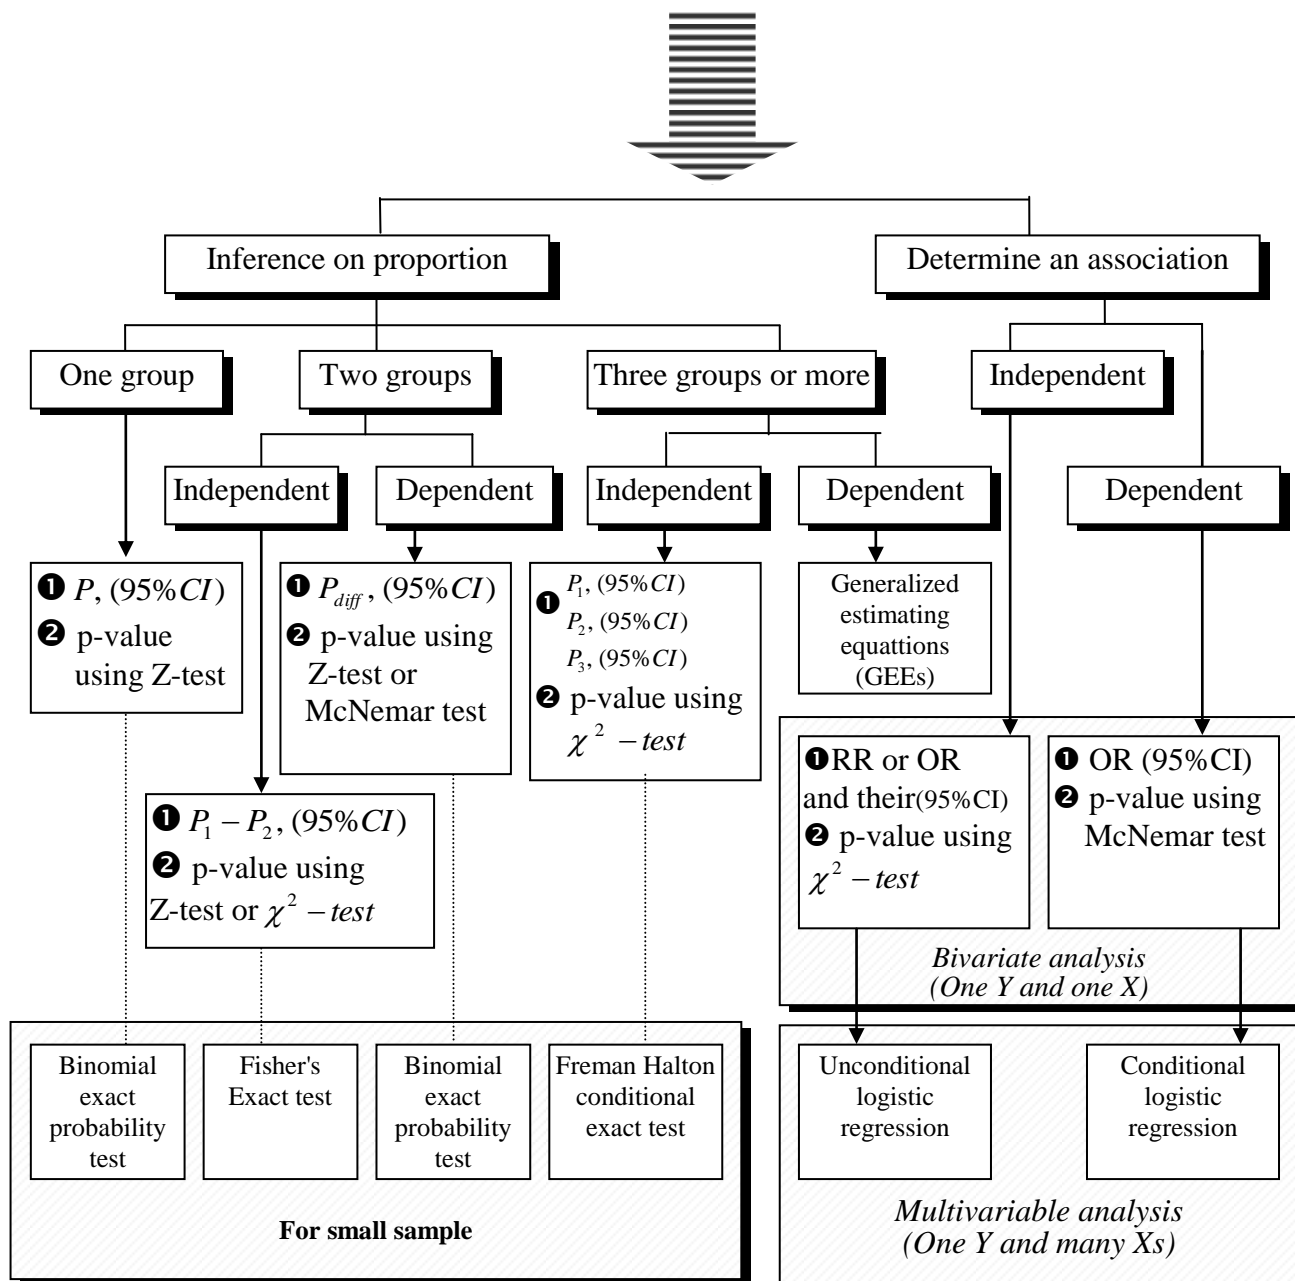 Inference on proportion
Determine an association
One group
Two groups
Three groups or more
Independent
Independent
Dependent
Independent
Dependent
Dependent
❶ P, (95%CI)
❷ p-value
using Z-test
❶ P_diff, (95%CI)
❷ p-value using
Z-test or
McNemar test
❶ P₁, (95%CI)
P₂, (95%CI)
P₃, (95%CI)
❷ p-value using
χ² – test
Generalized
estimating
equattions
(GEEs)
❶ P₁ – P₂, (95%CI)
❷ p-value using
Z-test or χ² – test
❶RR or OR
and their(95%CI)
❷ p-value using
χ² – test
❶ OR (95%CI)
❷ p-value using
McNemar test
Bivariate analysis
(One Y and one X)
Binomial
exact
probability
test
Fisher's
Exact test
Binomial
exact
probability
test
Freman Halton
conditional
exact test
For small sample
Unconditional
logistic
regression
Conditional
logistic
regression
Multivariable analysis
(One Y and many Xs)